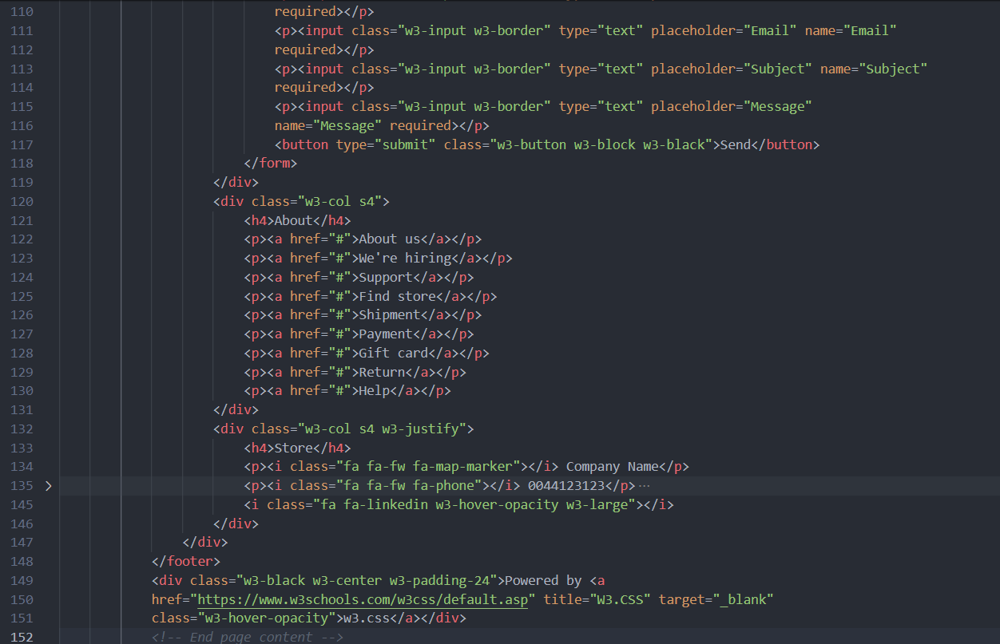 110 required></p>
111 <p><input class="w3-input w3-border" type="text" placeholder="Email" name="Email"
112 required></p>
113 <p><input class="w3-input w3-border" type="text" placeholder="Subject" name="Subject"
114 required></p>
115 <p><input class="w3-input w3-border" type="text" placeholder="Message"
116 name="Message" required></p>
117 <button type="submit" class="w3-button w3-block w3-black">Send</button>
118 </form>
119 </div>
120 <div class="w3-col s4">
121 <h4>About</h4>
122 <p><a href="#">About us</a></p>
123 <p><a href="#">We're hiring</a></p>
124 <p><a href="#">Support</a></p>
125 <p><a href="#">Find store</a></p>
126 <p><a href="#">Shipment</a></p>
127 <p><a href="#">Payment</a></p>
128 <p><a href="#">Gift card</a></p>
129 <p><a href="#">Return</a></p>
130 <p><a href="#">Help</a></p>
131 </div>
132 <div class="w3-col s4 w3-justify">
133 <h4>Store</h4>
134 <p><i class="fa fa-fw fa-map-marker"></i> Company Name</p>
135 <p><i class="fa fa-fw fa-phone"></i> 0044123123</p>···
145 <i class="fa fa-linkedin w3-hover-opacity w3-large"></i>
146 </div>
147 </div>
148 </footer>
149 <div class="w3-black w3-center w3-padding-24">Powered by <a
150 href="https://www.w3schools.com/w3css/default.asp" title="W3.CSS" target="_blank"
151 class="w3-hover-opacity">w3.css</a></div>
152 <!-- End page content -->